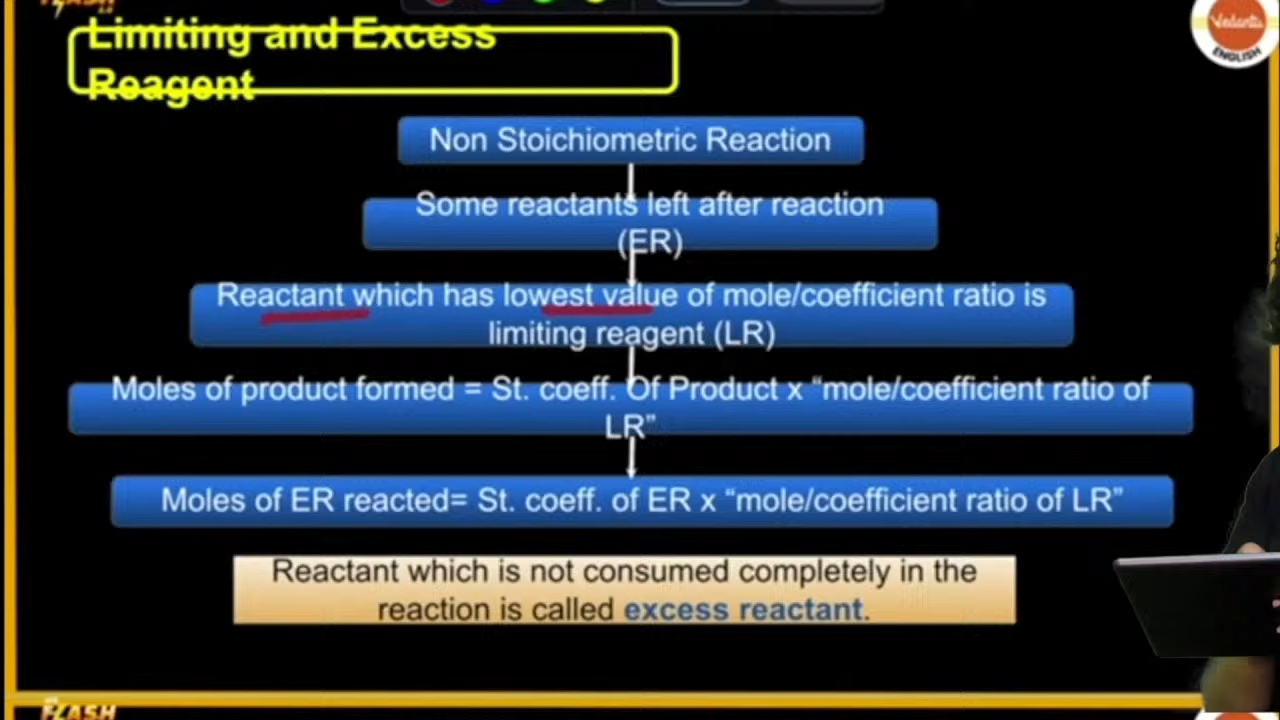 FLASH
Limiting and Excess
Reagent
Vedantu
ENGLISH
Non Stoichiometric Reaction
Some reactants left after reaction
(ER)
Reactant which has lowest value of mole/coefficient ratio is
limiting reagent (LR)
Moles of product formed = St. coeff. Of Product x “mole/coefficient ratio of
LR”
Moles of ER reacted= St. coeff. of ER x “mole/coefficient ratio of LR”
Reactant which is not consumed completely in the
reaction is called excess reactant.
FLASH